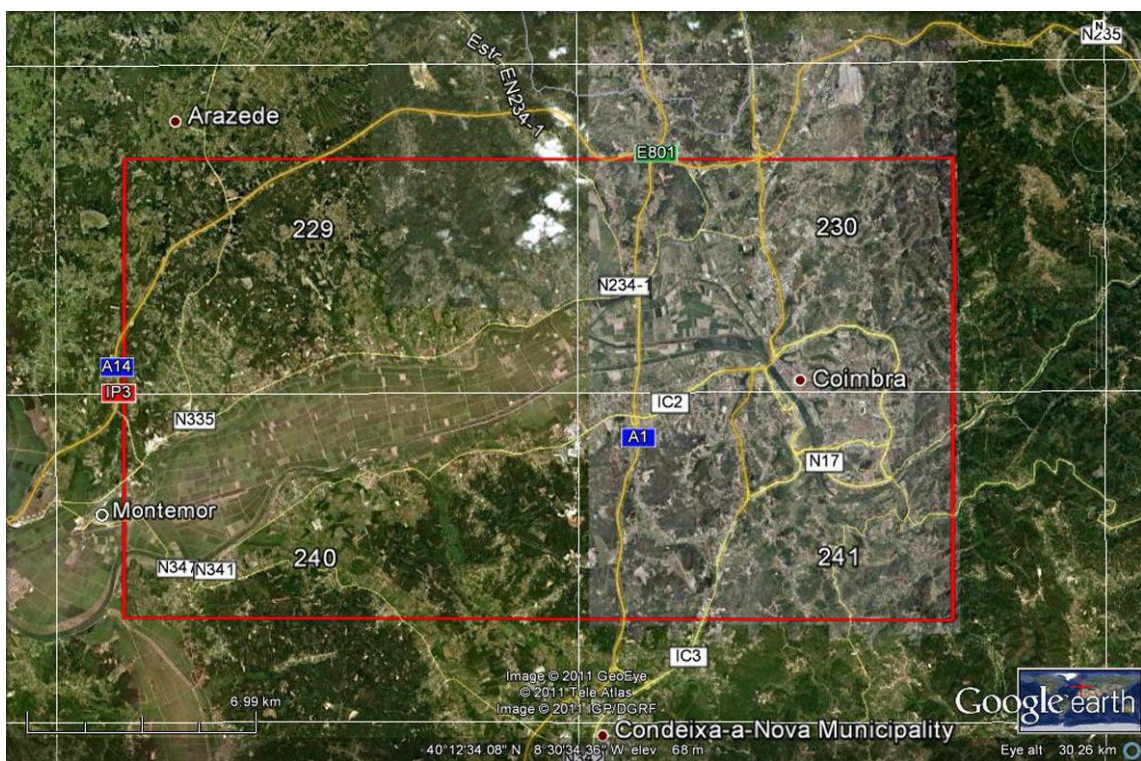 N
N235
Estr. EN234-1
Arazede
E801
229
230
N234-1
A14
IP3
Coimbra
IC2
N335
A1
N17
Montemor
240
241
N347
N341
IC3
Image © 2011 GeoEye
© 2011 Tele Atlas
Image © 2011 IGP/DGRF
6.99 km
Google earth
Condeixa-a-Nova Municipality
40°12'34.08" N 8°30'34.36" W elev 68 m
Eye alt 30.26 km